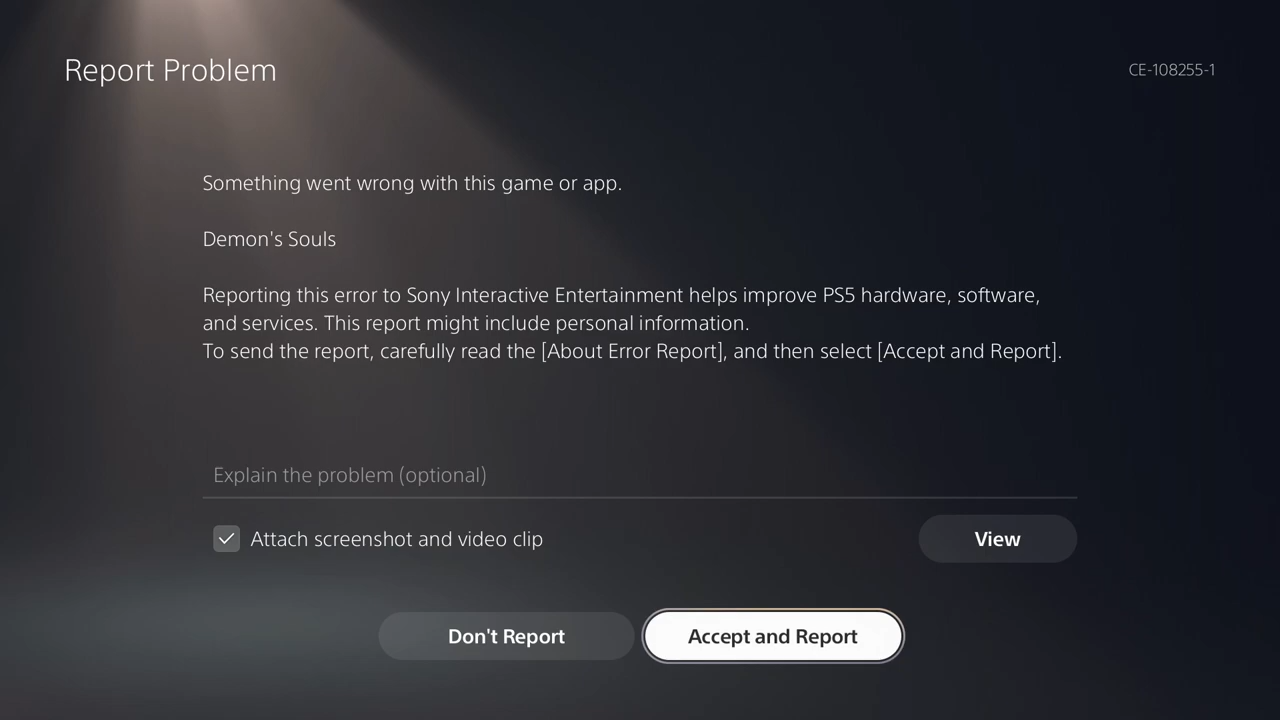 Report Problem
CE-108255-1
Something went wrong with this game or app.
Demon's Souls
Reporting this error to Sony Interactive Entertainment helps improve PS5 hardware, software,
and services. This report might include personal information.
To send the report, carefully read the [About Error Report], and then select [Accept and Report].
Explain the problem (optional)
Attach screenshot and video clip
View
Don't Report
Accept and Report